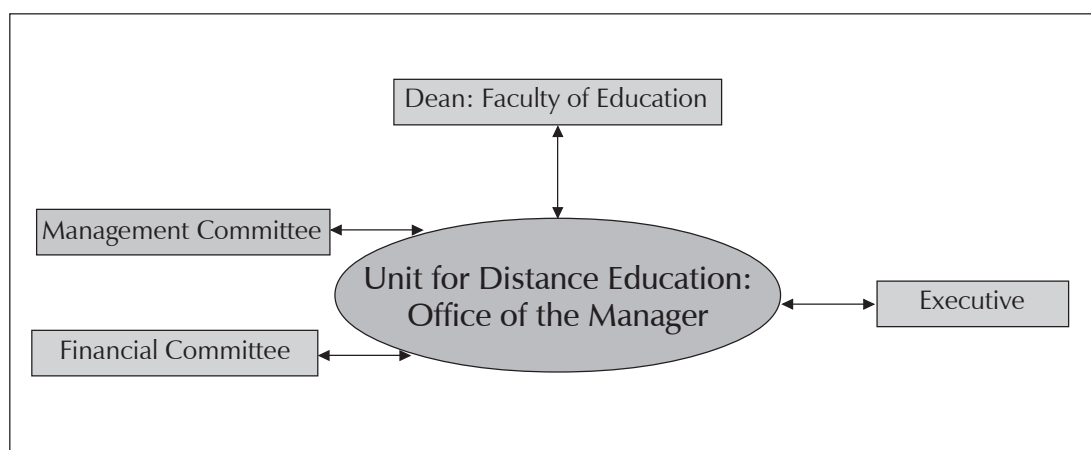 Dean: Faculty of Education
Management Committee
Unit for Distance Education:
Office of the Manager
Executive
Financial Committee